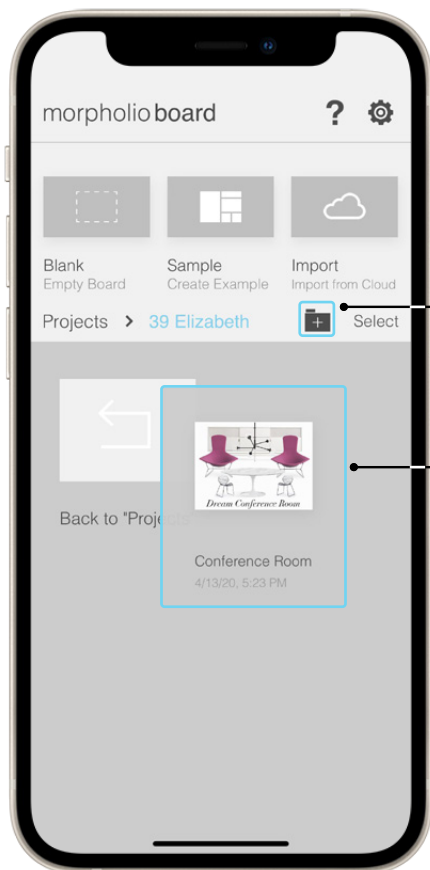 morpholio board ?
Blank Sample Import
Empty Board Create Example Import from Cloud
Projects > 39 Elizabeth + Select
Dream Conference Room
Back to "Projects
Conference Room
4/13/20, 5:23 PM